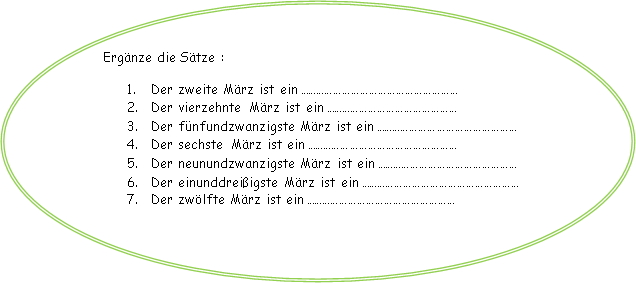 Ergänze die Sätze :
1. Der zweite März ist ein ……………………………………………
2. Der vierzehnte März ist ein ……………………………………
3. Der fünfundzwanzigste März ist ein ………………………………………
4. Der sechste März ist ein …………………………………………
5. Der neunundzwanzigste März ist ein ………………………………………
6. Der einunddreißigste März ist ein ……………………………………………
7. Der zwölfte März ist ein …………………………………………